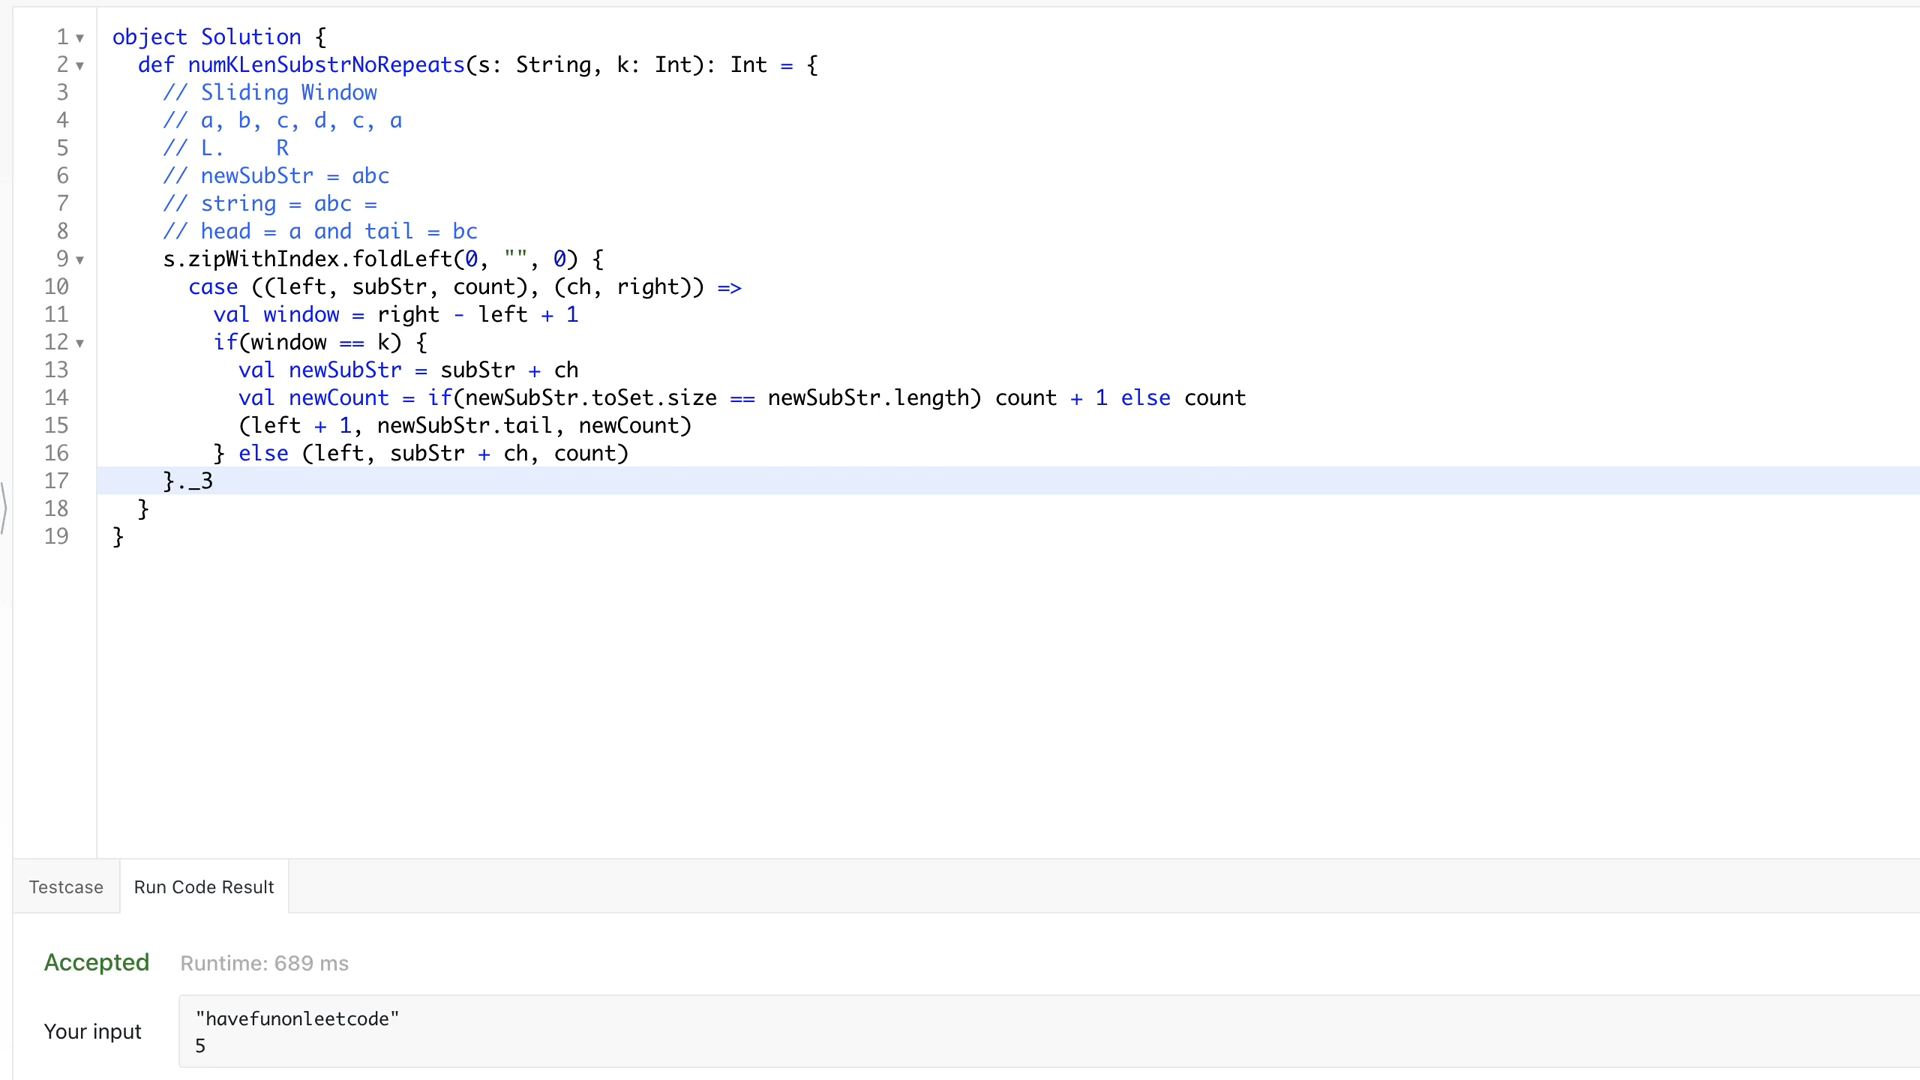 1 object Solution {
2   def numKLenSubstrNoRepeats(s: String, k: Int): Int = {
3     // Sliding Window
4     // a, b, c, d, c, a
5     // L.    R
6     // newSubStr = abc
7     // string = abc =
8     // head = a and tail = bc
9     s.zipWithIndex.foldLeft(0, "", 0) {
10       case ((left, subStr, count), (ch, right)) =>
11         val window = right - left + 1
12         if(window == k) {
13           val newSubStr = subStr + ch
14           val newCount = if(newSubStr.toSet.size == newSubStr.length) count + 1 else count
15           (left + 1, newSubStr.tail, newCount)
16         } else (left, subStr + ch, count)
17     }._3
18   }
19 }
Testcase Run Code Result
Accepted Runtime: 689 ms
Your input
"havefunonleetcode"
5